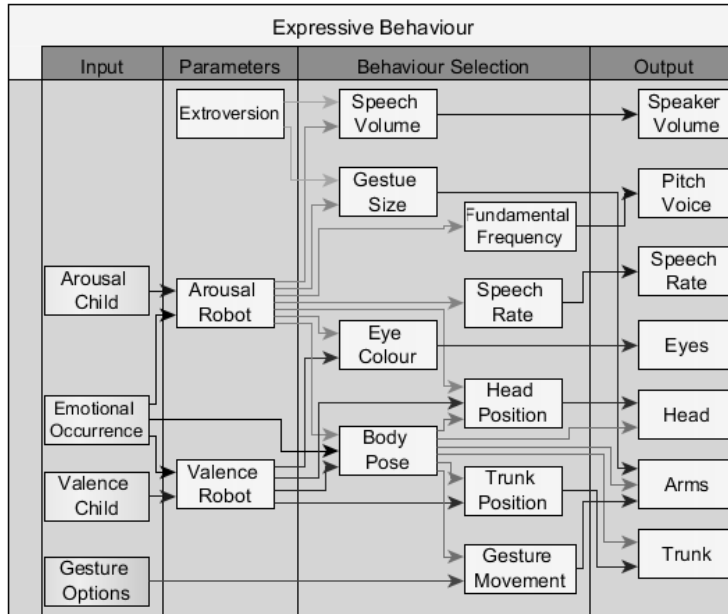 Expressive Behaviour
Input
Parameters
Behaviour Selection
Output
Extroversion
Speech
Volume
Speaker
Volume
Gestue
Size
Pitch
Voice
Fundamental
Frequency
Arousal
Child
Arousal
Robot
Speech
Rate
Speech
Rate
Eye
Colour
Eyes
Head
Position
Head
Emotional
Occurrence
Body
Pose
Valence
Child
Valence
Robot
Trunk
Position
Arms
Gesture
Options
Gesture
Movement
Trunk